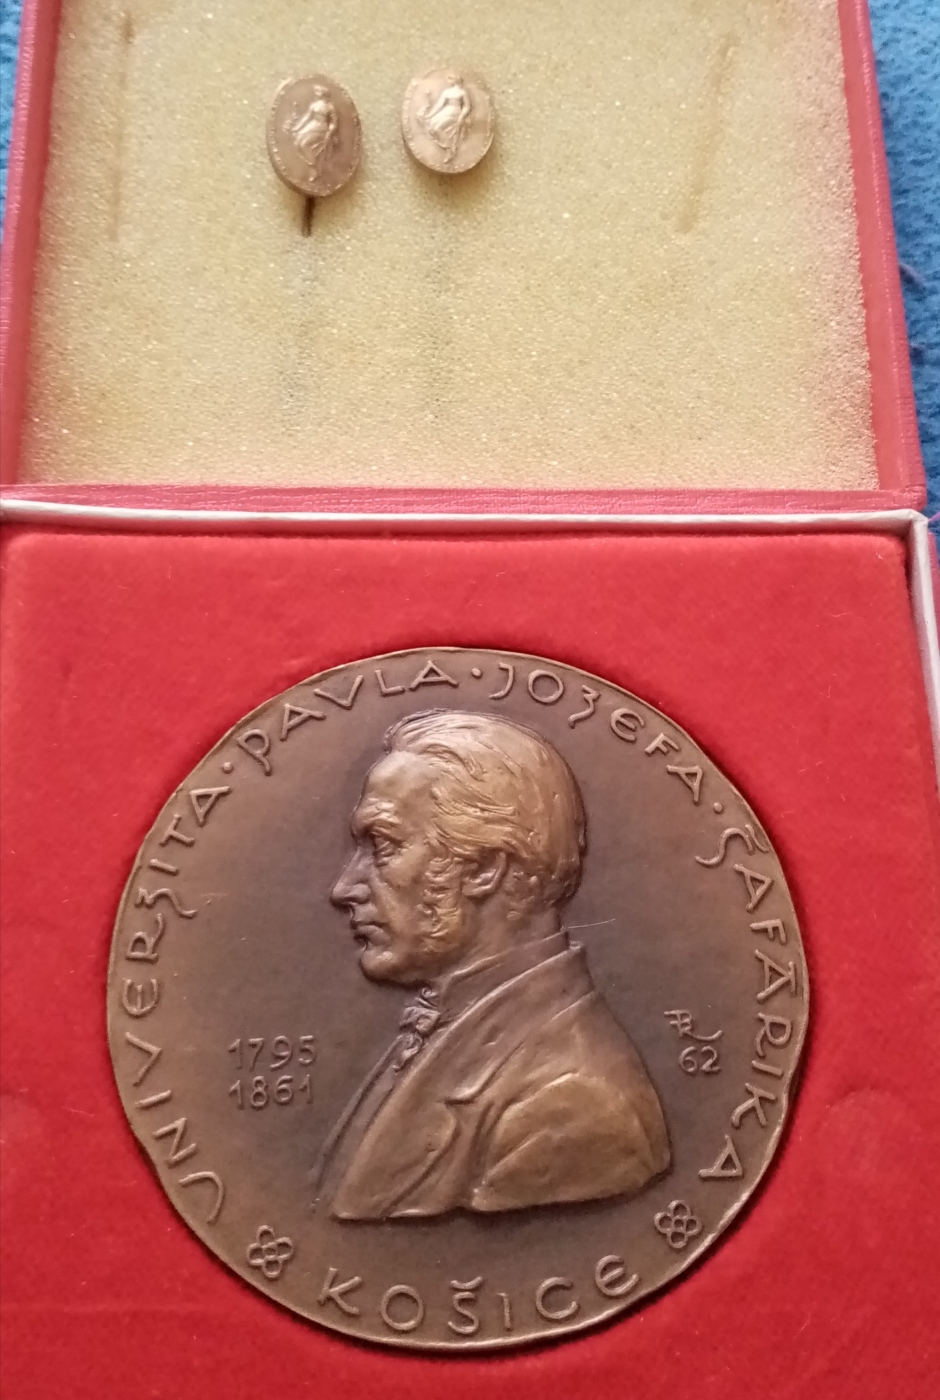 UNIVERZITA · PAVLA · JOZEFA · ŠAFÁRIKA
1795
1861
62
KOŠICE